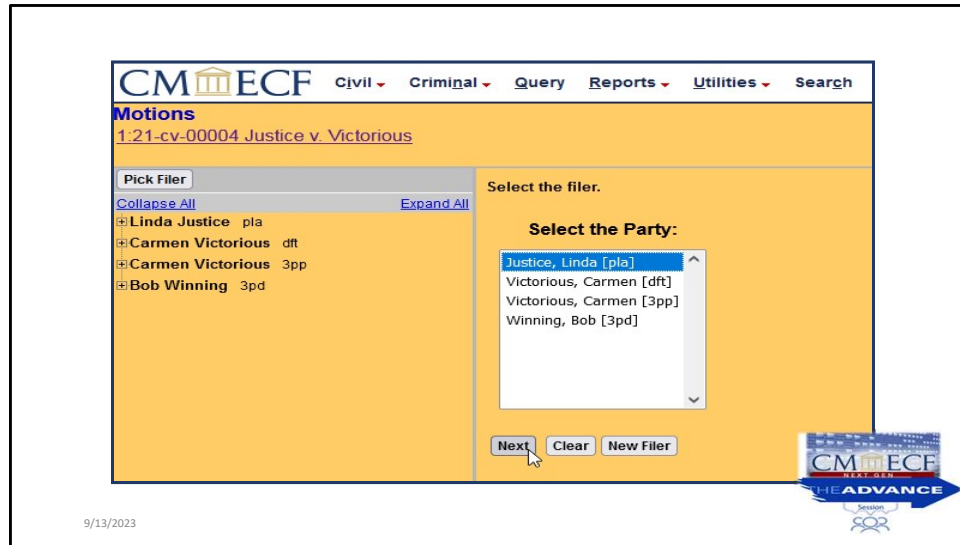 CM ECF Civil Criminal Query Reports Utilities Search
Motions
1:21-cv-00004 Justice v. Victorious
Pick Filer
Collapse All Expand All
Linda Justice pla
Carmen Victorious dft
Carmen Victorious 3pp
Bob Winning 3pd
Select the filer.
Select the Party:
Justice, Linda [pla]
Victorious, Carmen [dft]
Victorious, Carmen [3pp]
Winning, Bob [3pd]
Next Clear New Filer
CM ECF
NEXT GEN
THE ADVANCE
Session
9/13/2023